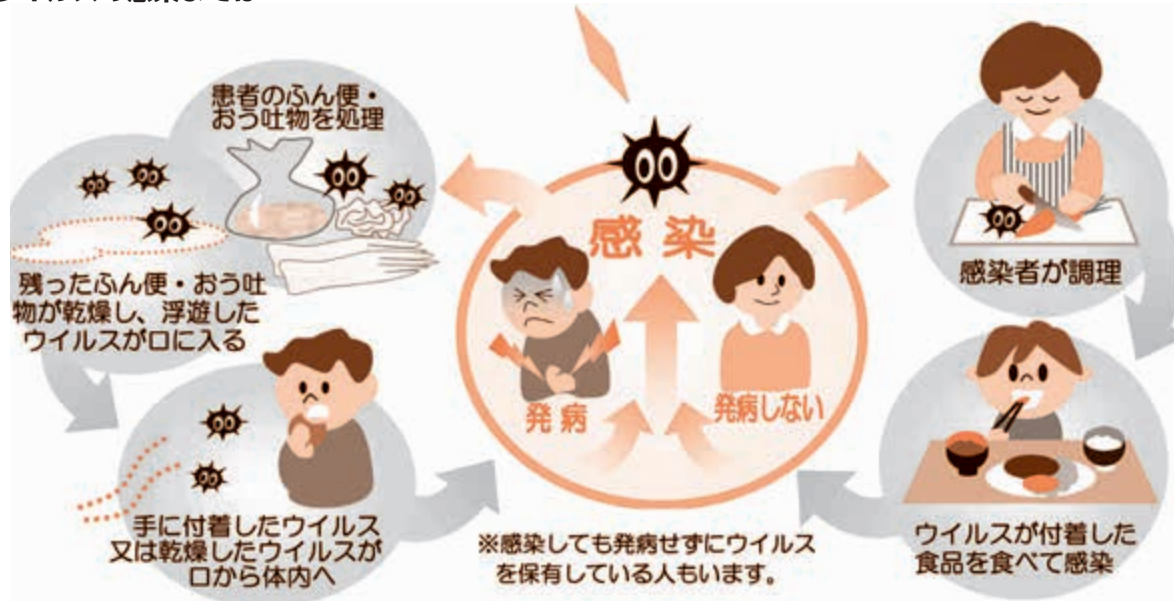 患者のふん便・
おう吐物を処理
残ったふん便・おう吐
物が乾燥し、浮遊した
ウイルスが口に入る
手に付着したウイルス
又は乾燥したウイルスが
口から体内へ
感染
発病
発病しない
※感染しても発病せずにウイルス
を保有している人もいます。
感染者が調理
ウイルスが付着した
食品を食べて感染